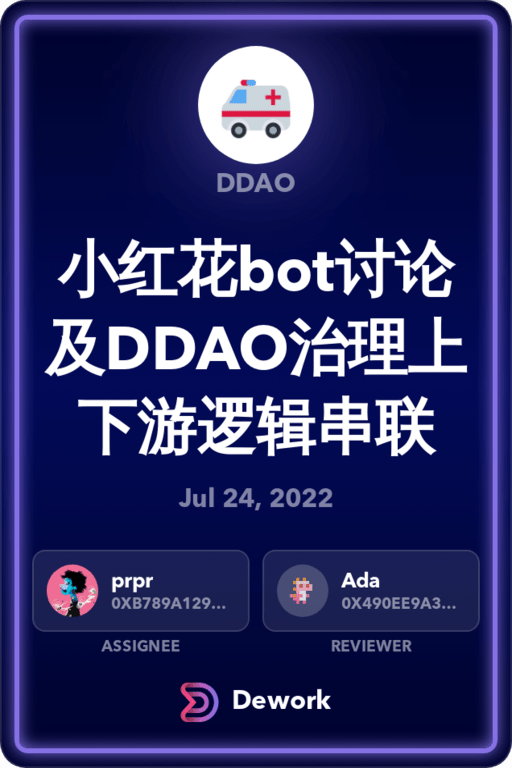 DDAO
小红花bot讨论
及DDAO治理上
下游逻辑串联
Jul 24, 2022
prpr
0XB789A129...
ASSIGNEE
Ada
0X490EE9A3...
REVIEWER
Dework